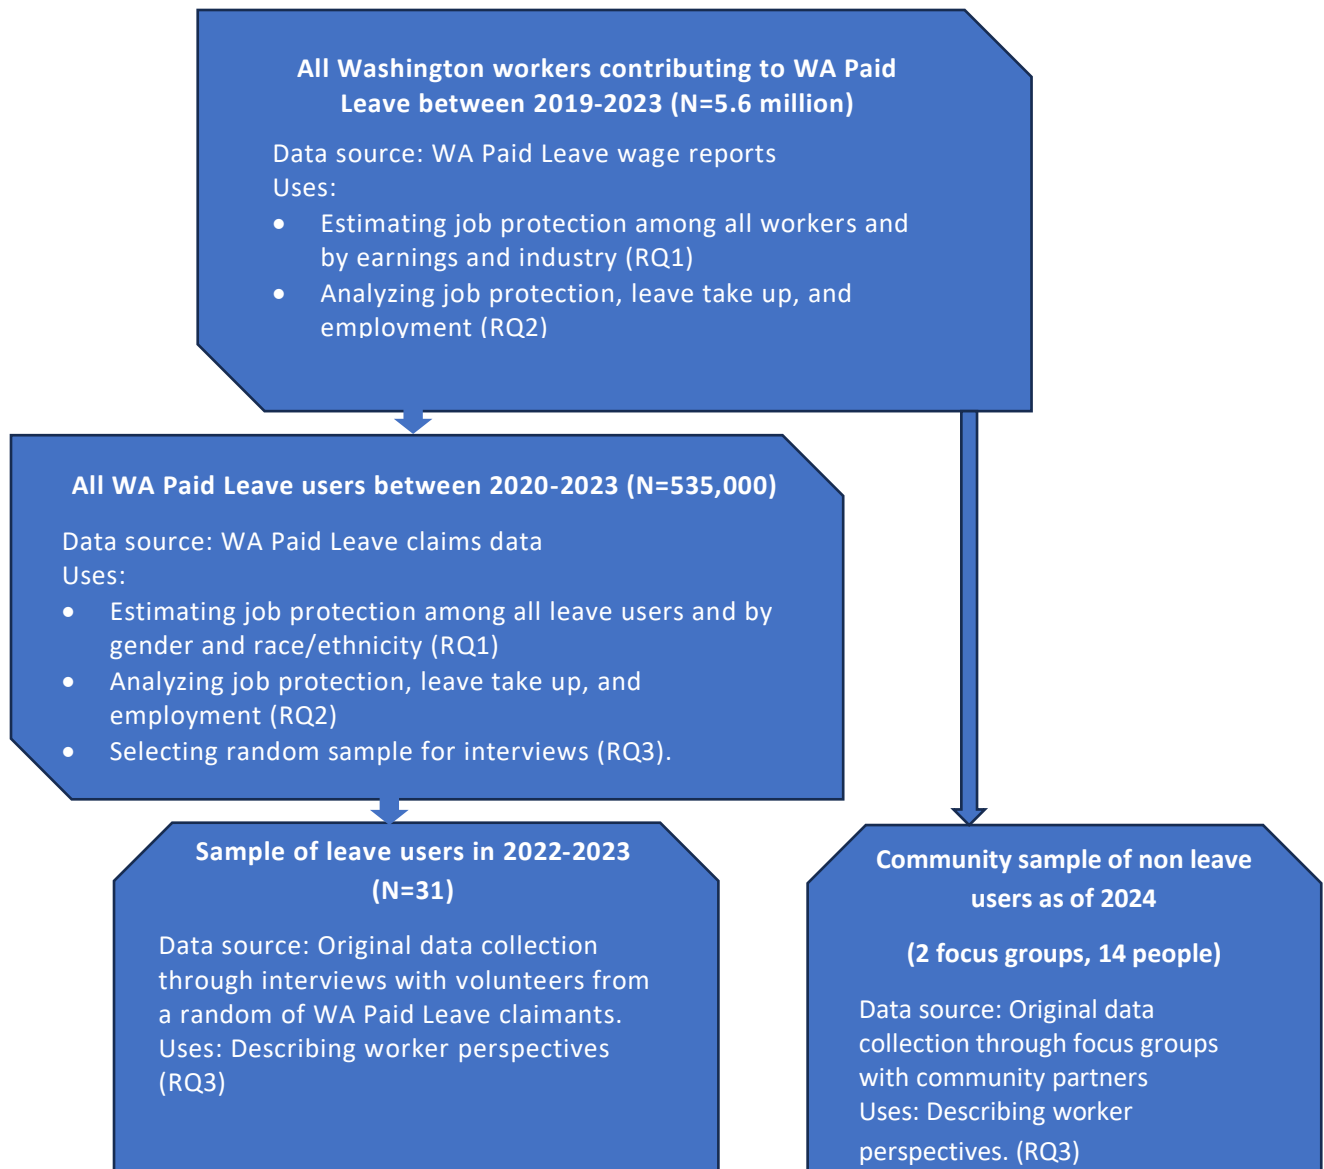 All Washington workers contributing to WA Paid
Leave between 2019-2023 (N=5.6 million)
Data source: WA Paid Leave wage reports
Uses:
• Estimating job protection among all workers and
by earnings and industry (RQ1)
• Analyzing job protection, leave take up, and
employment (RQ2)
All WA Paid Leave users between 2020-2023 (N=535,000)
Data source: WA Paid Leave claims data
Uses:
• Estimating job protection among all leave users and by
gender and race/ethnicity (RQ1)
• Analyzing job protection, leave take up, and
employment (RQ2)
• Selecting random sample for interviews (RQ3).
Sample of leave users in 2022-2023
(N=31)
Data source: Original data collection
through interviews with volunteers from
a random of WA Paid Leave claimants.
Uses: Describing worker perspectives
(RQ3)
Community sample of non leave
users as of 2024
(2 focus groups, 14 people)
Data source: Original data
collection through focus groups
with community partners
Uses: Describing worker
perspectives. (RQ3)